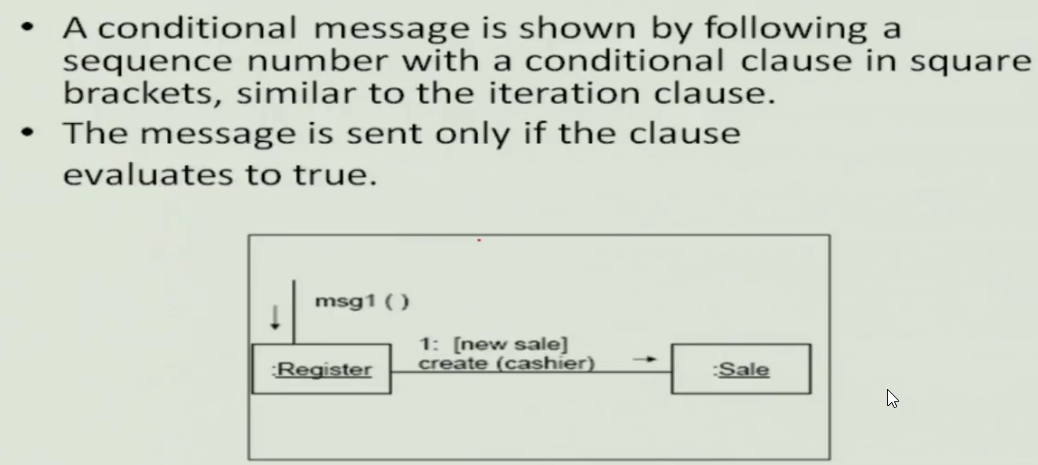 • A conditional message is shown by following a
sequence number with a conditional clause in square
brackets, similar to the iteration clause.
• The message is sent only if the clause
evaluates to true.
msg1 ( )
1: [new sale]
create (cashier)
:Register
:Sale